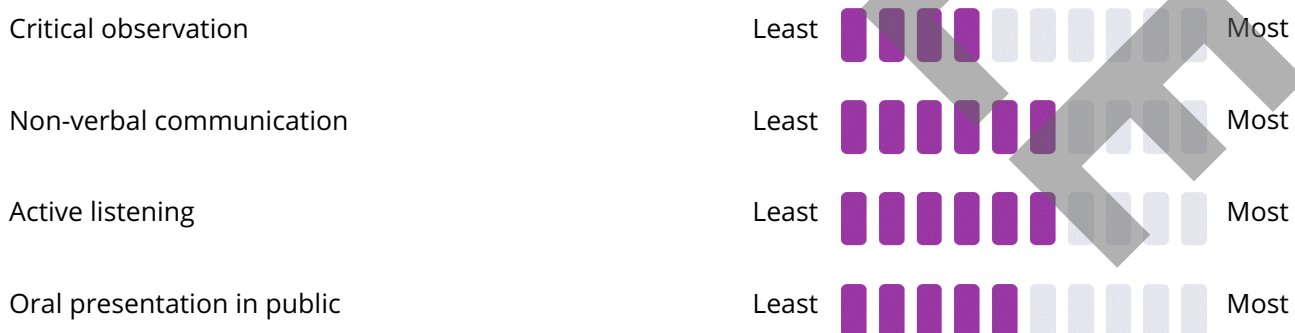 Critical observation Least Most
Non-verbal communication Least Most
Active listening Least Most
Oral presentation in public Least Most